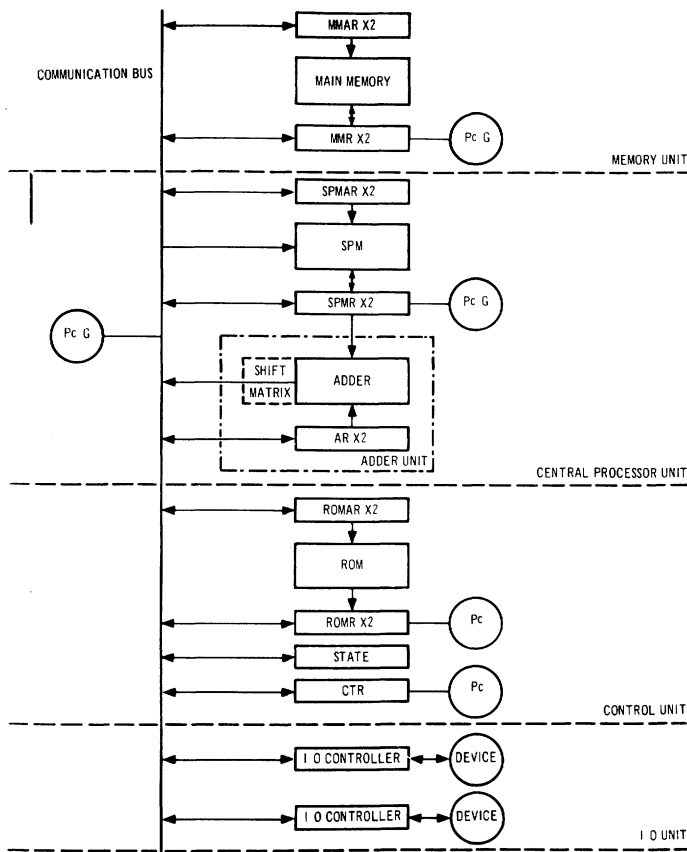 MMAR X2
COMMUNICATION BUS
MAIN MEMORY
MMR X2
Pc G
MEMORY UNIT
SPMAR X2
SPM
SPMR X2
Pc G
Pc G
SHIFT
MATRIX
ADDER
AR X2
ADDER UNIT
CENTRAL PROCESSOR UNIT
ROMAR X2
ROM
ROMR X2
Pc
STATE
CTR
Pc
CONTROL UNIT
I O CONTROLLER
DEVICE
I O CONTROLLER
DEVICE
I O UNIT